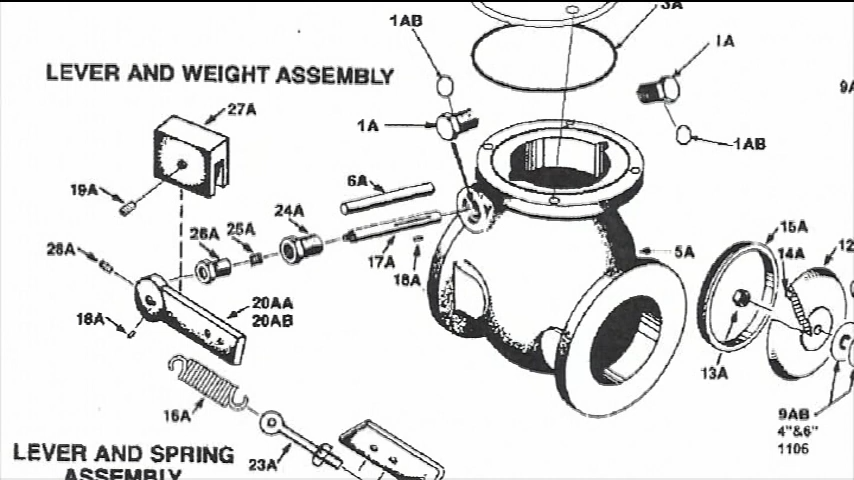 3A
1AB
1A
LEVER AND WEIGHT ASSEMBLY
9A
27A
1A
1AB
6A
19A
24A
25A
26A
15A
14A
12
28A
17A
18A
5A
20AA
20AB
18A
13A
16A
9AB
4"&6"
1106
LEVER AND SPRING
ASSEMBLY
23A